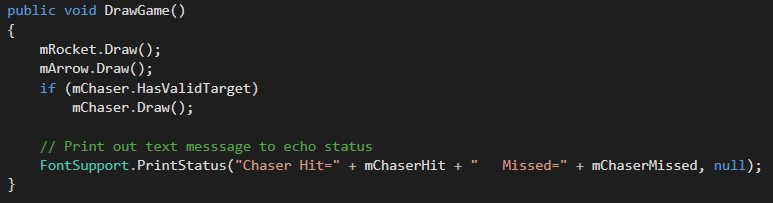 public void DrawGame()
{
    mRocket.Draw();
    mArrow.Draw();
    if (mChaser.HasValidTarget)
        mChaser.Draw();

    // Print out text messsage to echo status
    FontSupport.PrintStatus("Chaser Hit=" + mChaserHit + "   Missed=" + mChaserMissed, null);
}